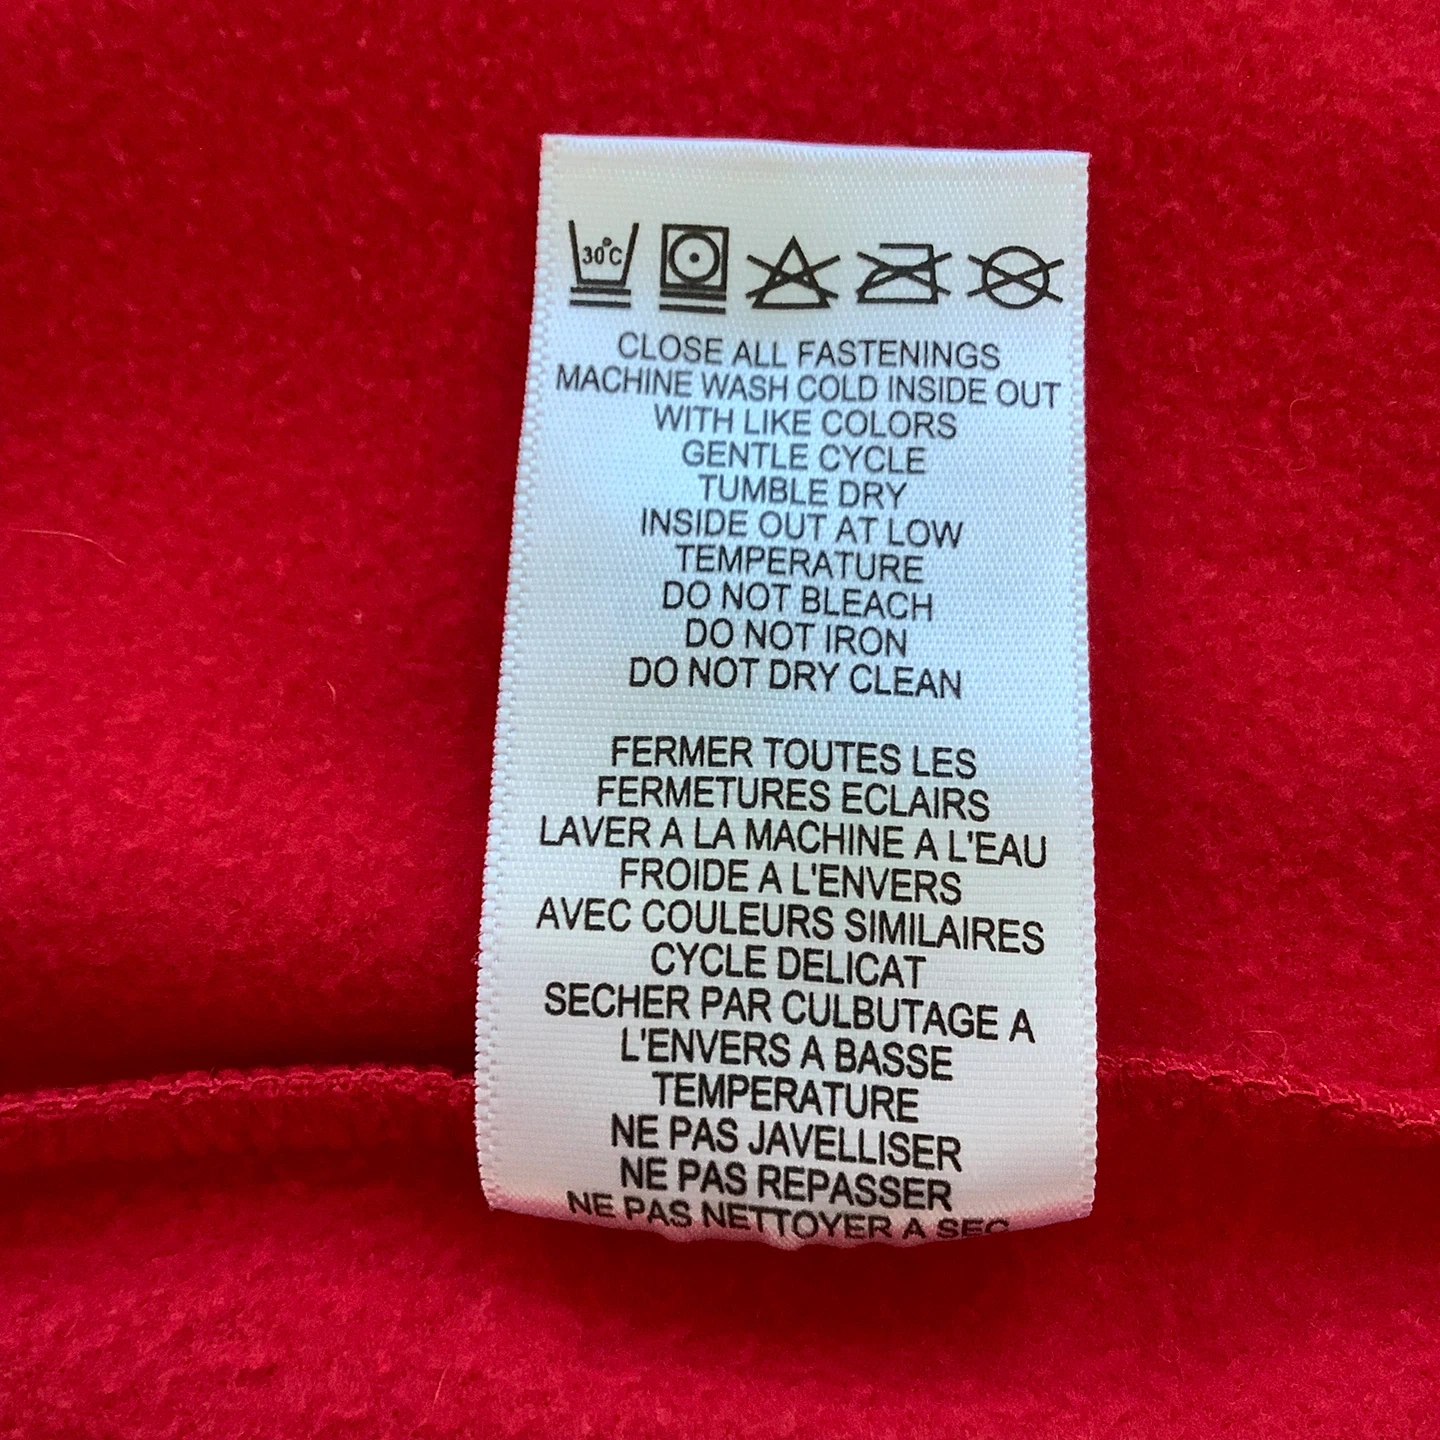 30°C
CLOSE ALL FASTENINGS
MACHINE WASH COLD INSIDE OUT
WITH LIKE COLORS
GENTLE CYCLE
TUMBLE DRY
INSIDE OUT AT LOW
TEMPERATURE
DO NOT BLEACH
DO NOT IRON
DO NOT DRY CLEAN
FERMER TOUTES LES
FERMETURES ECLAIRS
LAVER A LA MACHINE A L'EAU
FROIDE A L'ENVERS
AVEC COULEURS SIMILAIRES
CYCLE DELICAT
SECHER PAR CULBUTAGE A
L'ENVERS A BASSE
TEMPERATURE
NE PAS JAVELLISER
NE PAS REPASSER
NE PAS NETTOYER A SEC